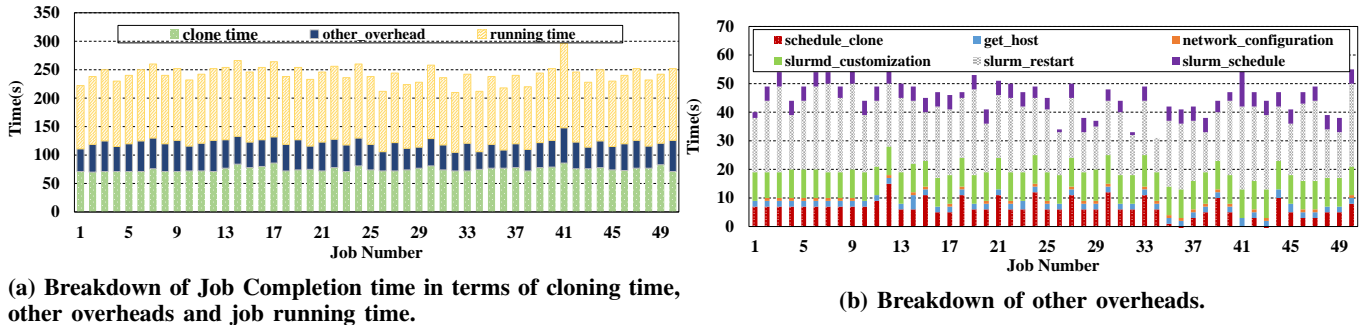 350
300
250
200
150
100
50
0
Time(s)
clone time other_overhead running time
1 5 9 13 17 21 25 29 33 37 41 45 49
Job Number
(a) Breakdown of Job Completion time in terms of cloning time,
other overheads and job running time.
70
60
50
40
30
20
10
0
Time(s)
schedule_clone get_host network_configuration
slurmd_customization slurm_restart slurm_schedule
1 5 9 13 17 21 25 29 33 37 41 45 49
Job Number
(b) Breakdown of other overheads.